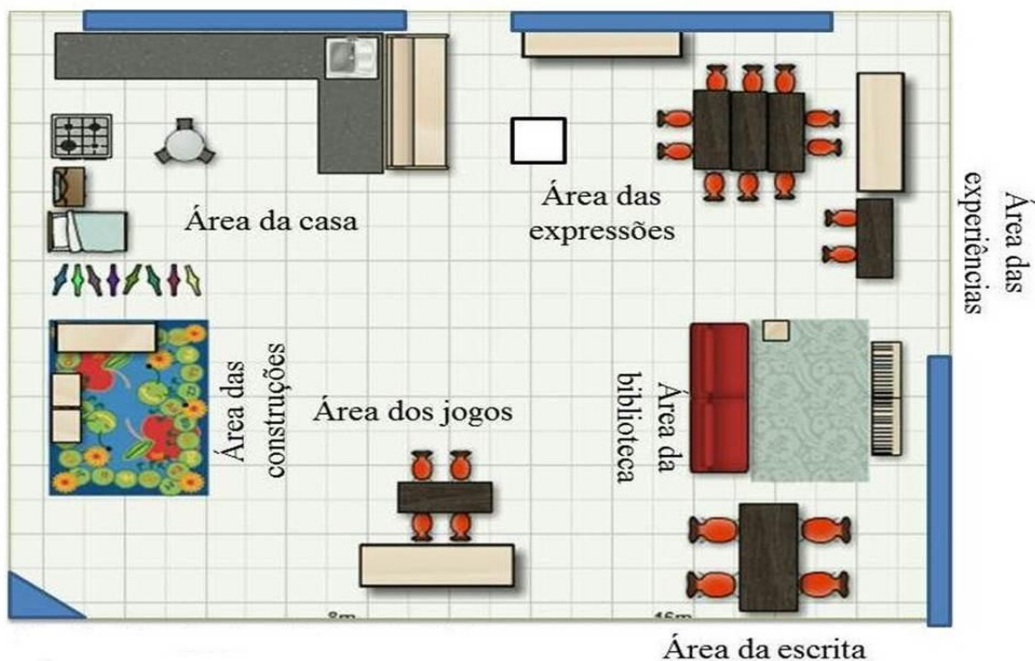 Área da casa
Área das
expressões
Área das
experiências
Área das
construções
Área dos jogos
Área da
biblioteca
8m
Área da escrita